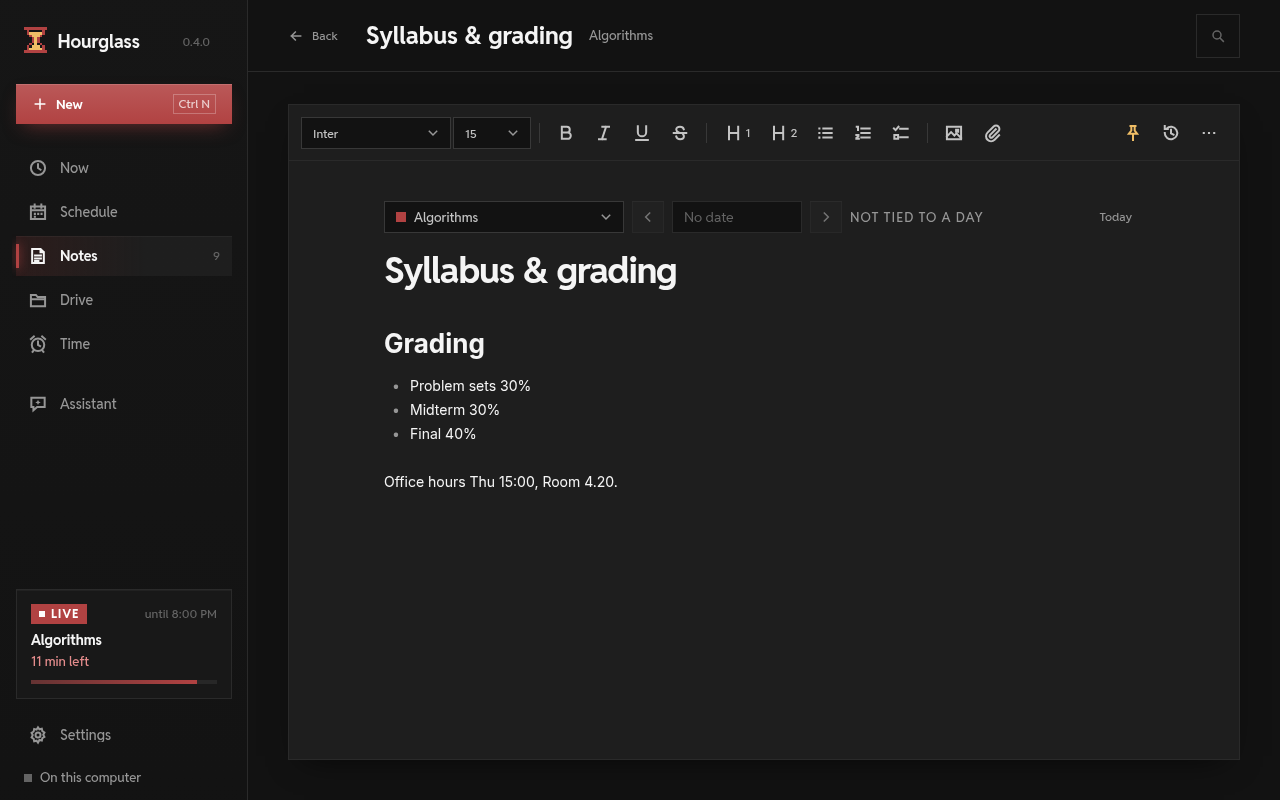 Hourglass 0.4.0
← Back Syllabus & grading Algorithms
+ New Ctrl N
Now
Schedule
Notes 9
Drive
Time
Assistant
LIVE until 8:00 PM
Algorithms
11 min left
Settings
On this computer
Inter 15 B I U S H 1 H 2
Algorithms No date NOT TIED TO A DAY Today
Syllabus & grading
Grading
• Problem sets 30%
• Midterm 30%
• Final 40%
Office hours Thu 15:00, Room 4.20.